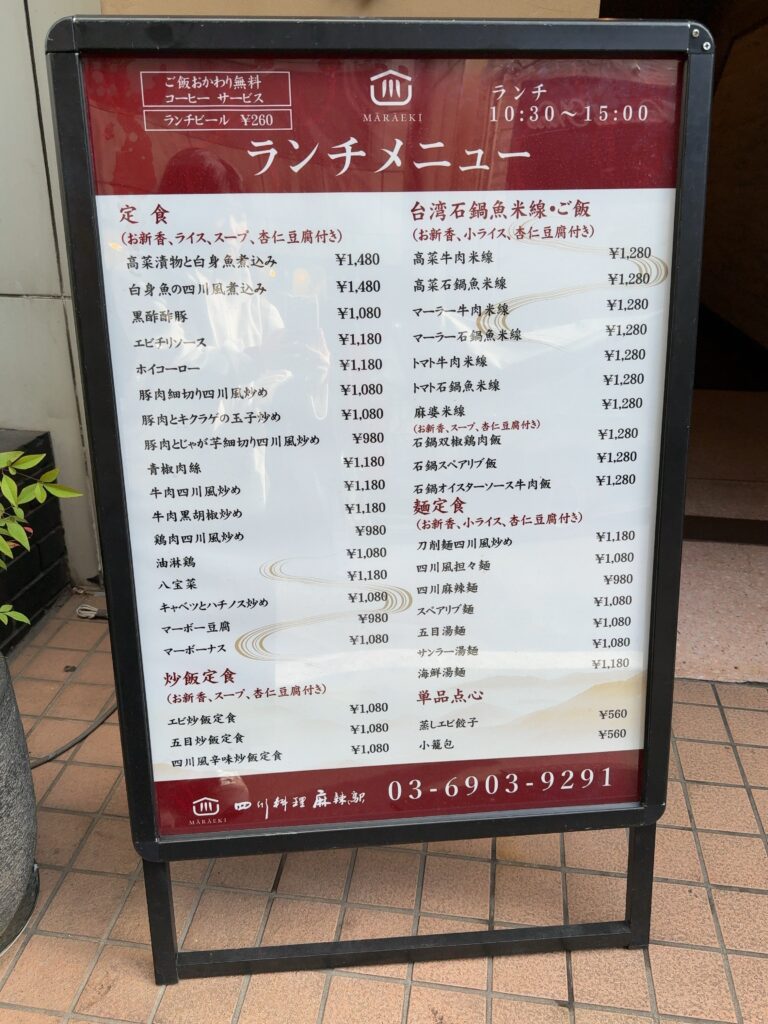 ご飯おかわり無料
コーヒー サービス
ランチビール ¥260
MĀRĀEKI
ランチ
10:30～15:00
ランチメニュー
定食
(お新香、ライス、スープ、杏仁豆腐付き)
高菜漬物と白身魚煮込み ¥1,480
白身魚の四川風煮込み ¥1,480
黒酢酢豚 ¥1,080
エビチリソース ¥1,180
ホイコーロー ¥1,180
豚肉細切り四川風炒め ¥1,080
豚肉とキクラゲの玉子炒め ¥1,080
豚肉とじゃが芋細切り四川風炒め ¥980
青椒肉絲 ¥1,180
牛肉四川風炒め ¥1,180
牛肉黒胡椒炒め ¥1,180
鶏肉四川風炒め ¥980
油淋鶏 ¥1,080
八宝菜 ¥1,180
キャベツとハチノス炒め ¥1,080
マーボー豆腐 ¥980
マーボーナス ¥1,080
炒飯定食
(お新香、スープ、杏仁豆腐付き)
エビ炒飯定食 ¥1,080
五目炒飯定食 ¥1,080
四川風辛味炒飯定食 ¥1,080
台湾石鍋魚米線・ご飯
(お新香、小ライス、杏仁豆腐付き)
高菜牛肉米線 ¥1,280
高菜石鍋魚米線 ¥1,280
マーラー牛肉米線 ¥1,280
マーラー石鍋魚米線 ¥1,280
トマト牛肉米線 ¥1,280
トマト石鍋魚米線 ¥1,280
麻婆米線 ¥1,280
(お新香、スープ、杏仁豆腐付き)
石鍋双椒鶏肉飯 ¥1,280
石鍋スペアリブ飯 ¥1,280
石鍋オイスターソース牛肉飯 ¥1,280
麺定食
(お新香、小ライス、杏仁豆腐付き)
刀削麺四川風炒め ¥1,180
四川風担々麺 ¥1,080
四川麻辣麺 ¥980
スペアリブ麺 ¥1,080
五目湯麺 ¥1,080
サンラー湯麺 ¥1,080
海鮮湯麺 ¥1,180
単品点心
蒸しエビ餃子 ¥560
小籠包 ¥560
MĀRĀEKI
四川料理 麻辣駅
03-6903-9291